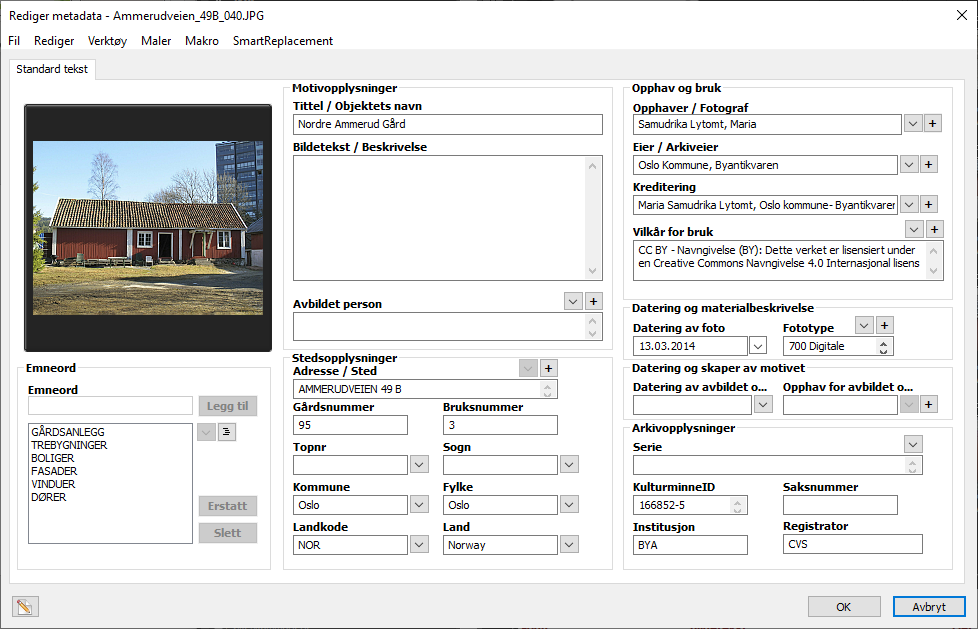 Rediger metadata - Ammerudveien_49B_040.JPG
Fil Rediger Verktøy Maler Makro SmartReplacement
Standard tekst
Motivopplysninger
Tittel / Objektets navn
Nordre Ammerud Gård
Bildetekst / Beskrivelse
Avbildet person
+
Stedsopplysninger
Adresse / Sted
+
AMMERUDVEIEN 49 B
Gårdsnummer Bruksnummer
95 3
Topnr Sogn
Kommune Fylke
Oslo Oslo
Landkode Land
NOR Norway
Emneord
Emneord
Legg til
GÅRDSANLEGG
TREBYGNINGER
BOLIGER
FASADER
VINDUER
DØRER
Erstatt
Slett
Opphav og bruk
Opphaver / Fotograf
Samudrika Lytomt, Maria +
Eier / Arkiveier
Oslo Kommune, Byantikvaren +
Kreditering
Maria Samudrika Lytomt, Oslo kommune- Byantikvarer +
Vilkår for bruk +
CC BY - Navngivelse (BY): Dette verket er lisensiert under
en Creative Commons Navngivelse 4.0 Internasjonal lisens
Datering og materialbeskrivelse
Datering av foto Fototype +
13.03.2014 700 Digitale
Datering og skaper av motivet
Datering av avbildet o... Opphav for avbildet o...
+
Arkivopplysninger
Serie
KulturminneID Saksnummer
166852-5
Institusjon Registrator
BYA CVS
OK Avbryt